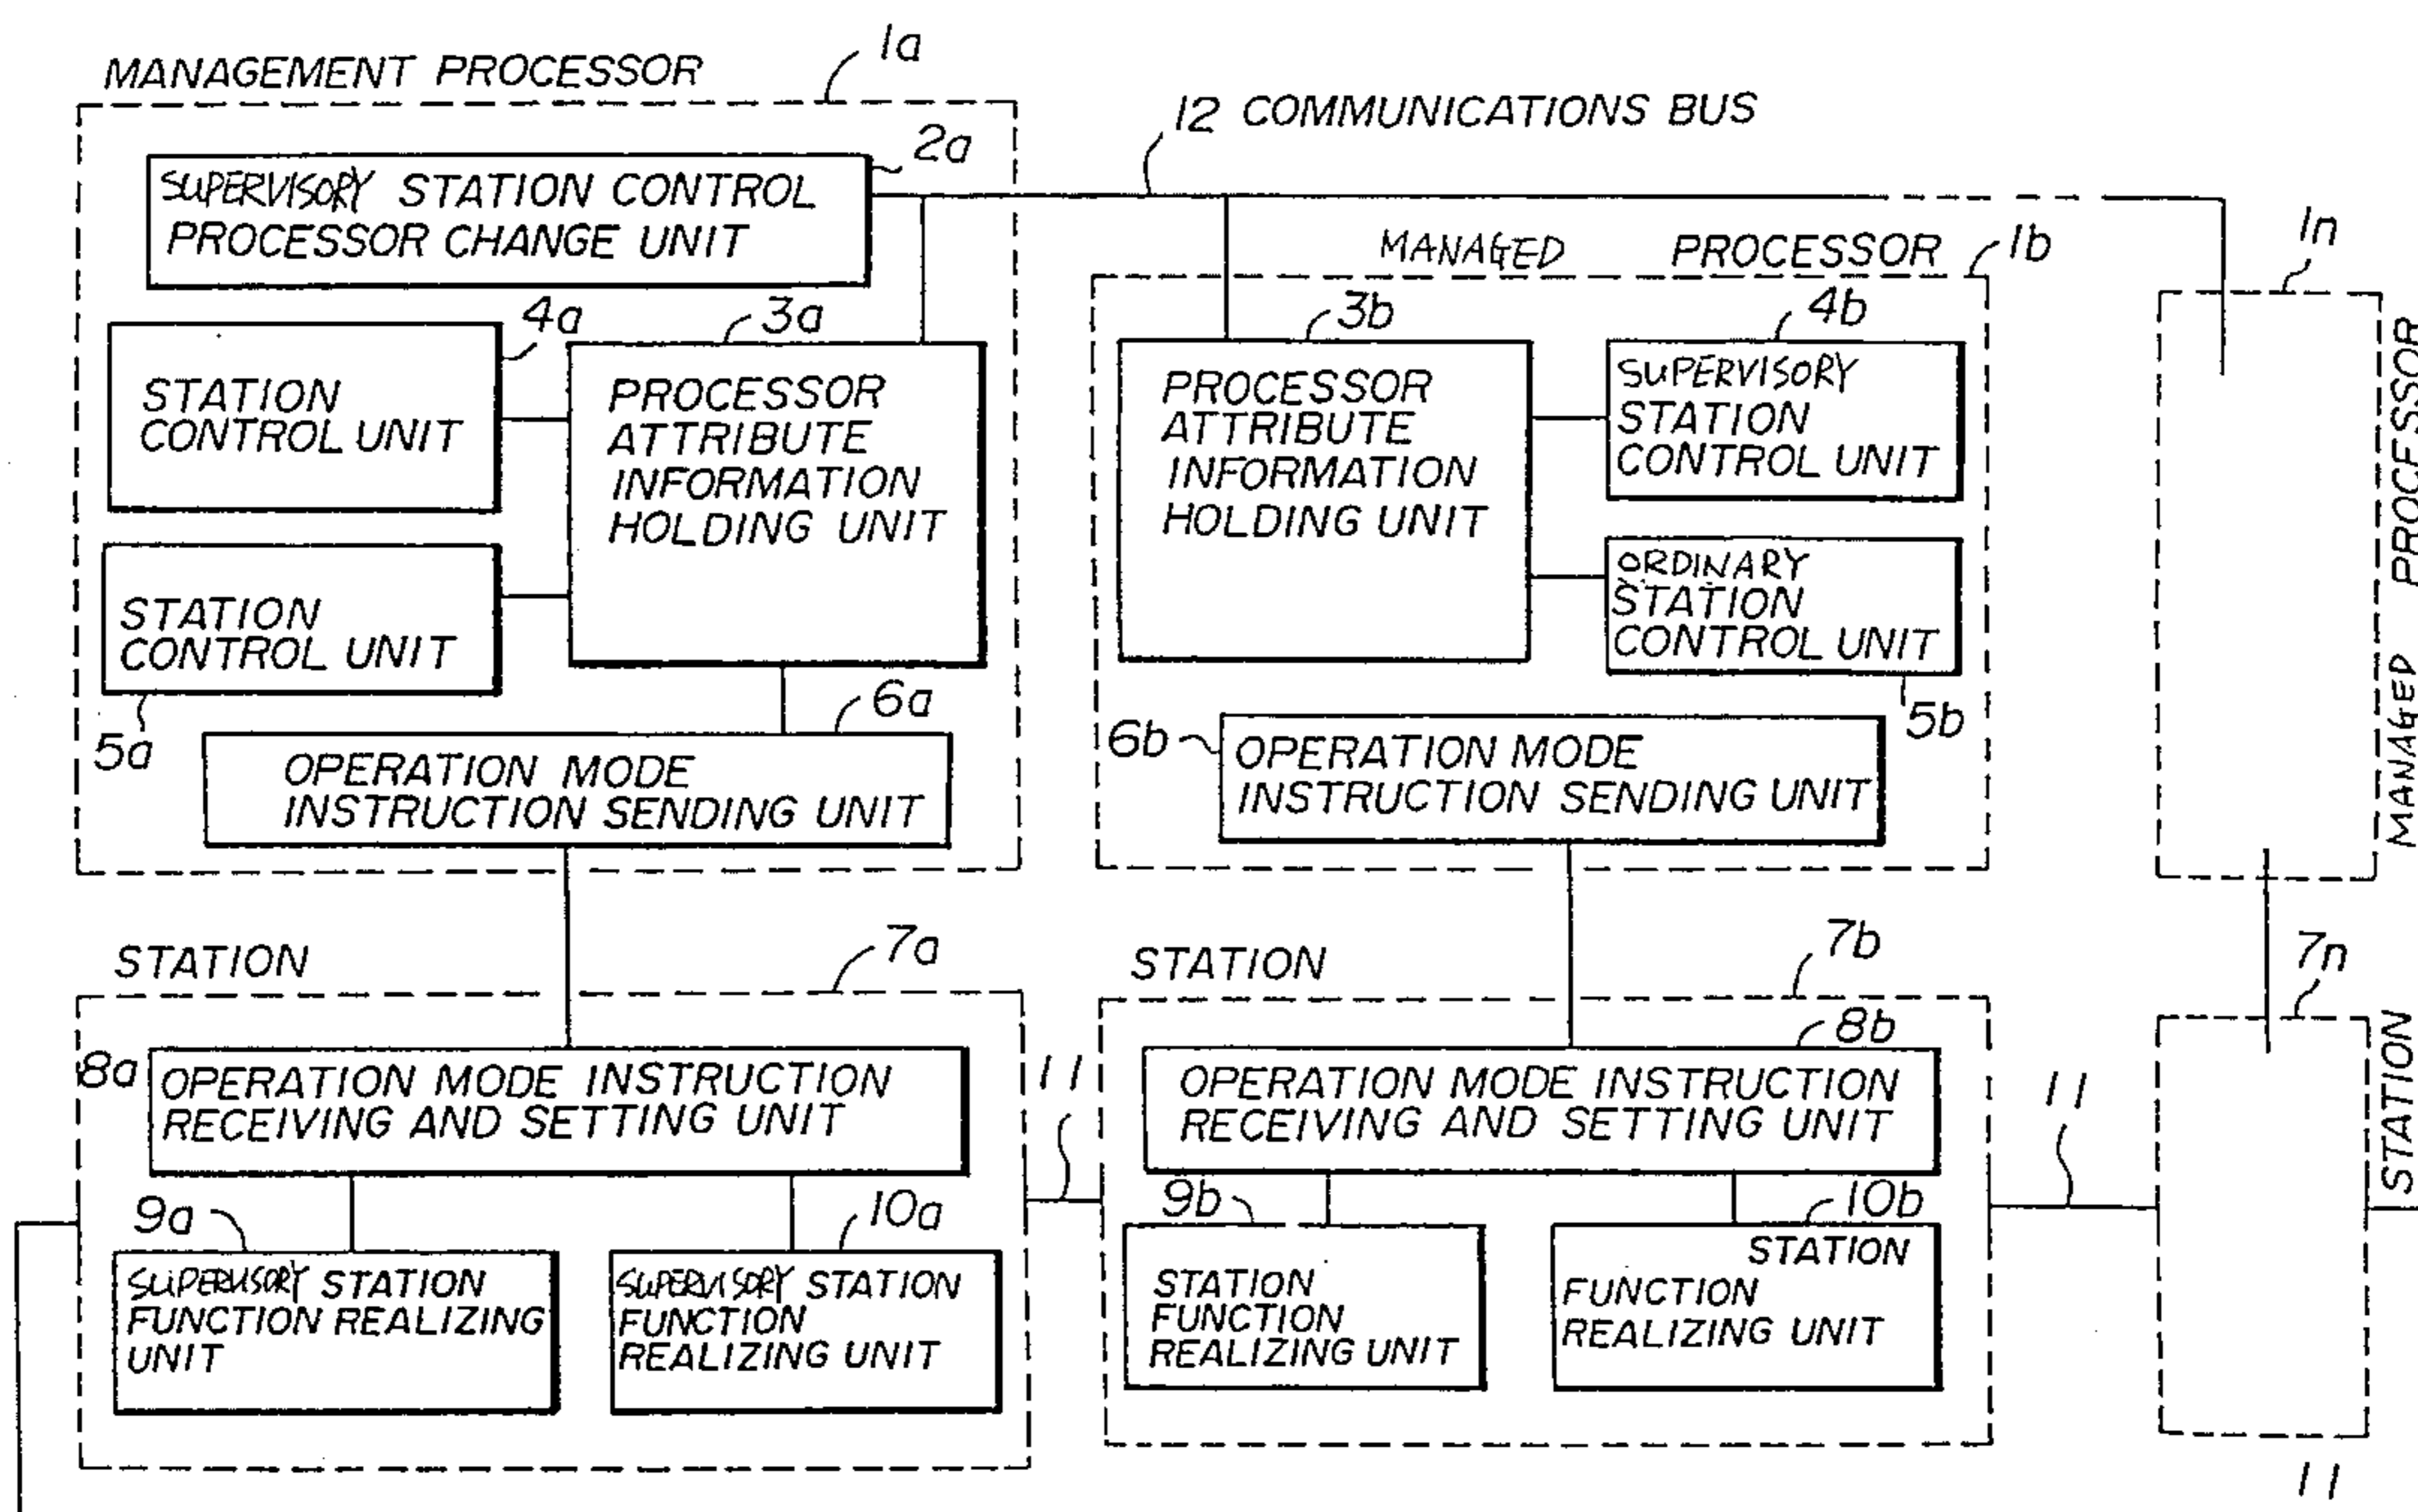 MANAGEMENT PROCESSOR
1a
12 COMMUNICATIONS BUS
2a
SUPERVISORY STATION CONTROL
PROCESSOR CHANGE UNIT
MANAGED PROCESSOR
1b
1n
4a
3a
3b
4b
STATION
CONTROL UNIT
PROCESSOR
ATTRIBUTE
INFORMATION
HOLDING UNIT
PROCESSOR
ATTRIBUTE
INFORMATION
HOLDING UNIT
SUPERVISORY
STATION
CONTROL UNIT
MANAGED PROCESSOR
STATION
CONTROL UNIT
ORDINARY
STATION
CONTROL UNIT
5a
6a
6b
5b
OPERATION MODE
INSTRUCTION SENDING UNIT
OPERATION MODE
INSTRUCTION SENDING UNIT
STATION
7a
STATION
7b
7n
8a
OPERATION MODE INSTRUCTION
RECEIVING AND SETTING UNIT
11
8b
OPERATION MODE INSTRUCTION
RECEIVING AND SETTING UNIT
11
STATION
9a
10a
9b
10b
SUPERVISORY STATION
FUNCTION REALIZING
UNIT
SUPERVISORY STATION
FUNCTION
REALIZING UNIT
STATION
FUNCTION
REALIZING UNIT
STATION
FUNCTION
REALIZING UNIT
11